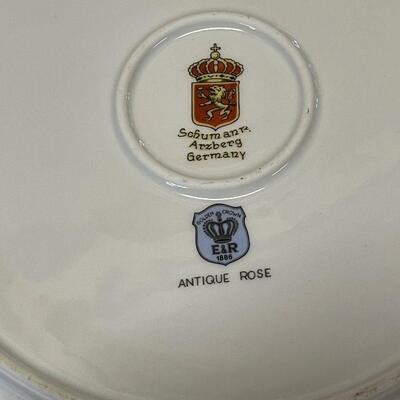 Schumann
Arzberg
Germany
GOLDEN CROWN
E&R
1886
ANTIQUE ROSE